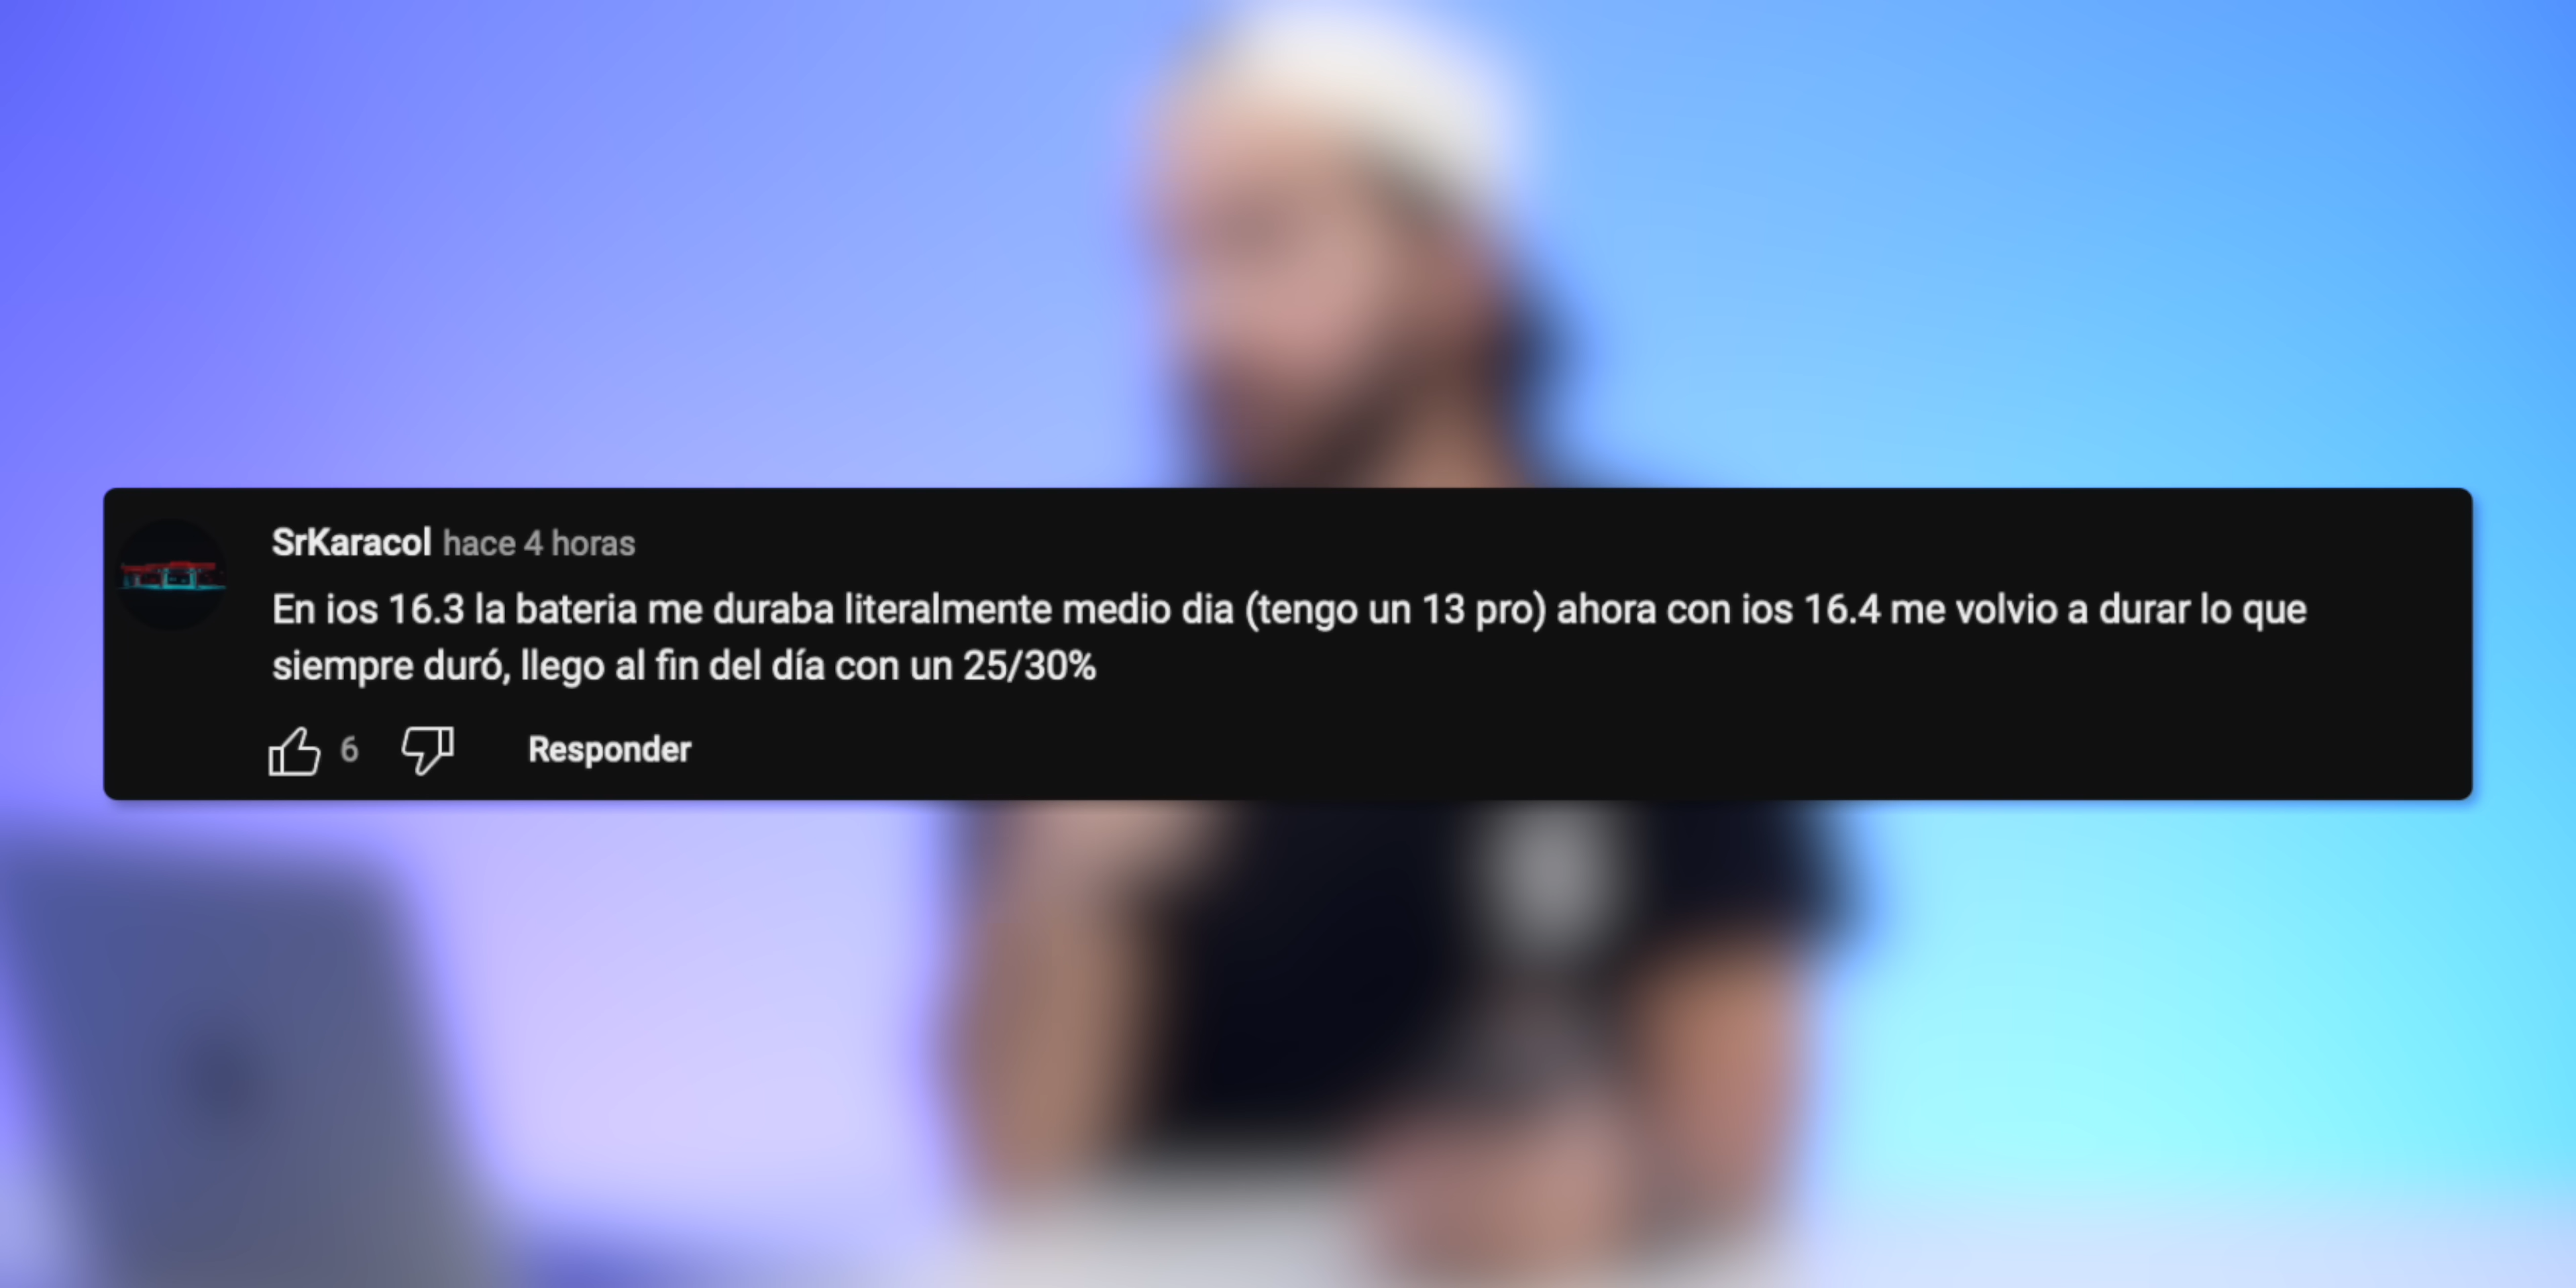 SrKaracol hace 4 horas
En ios 16.3 la bateria me duraba literalmente medio dia (tengo un 13 pro) ahora con ios 16.4 me volvio a durar lo que
siempre duró, llego al fin del día con un 25/30%
6 Responder